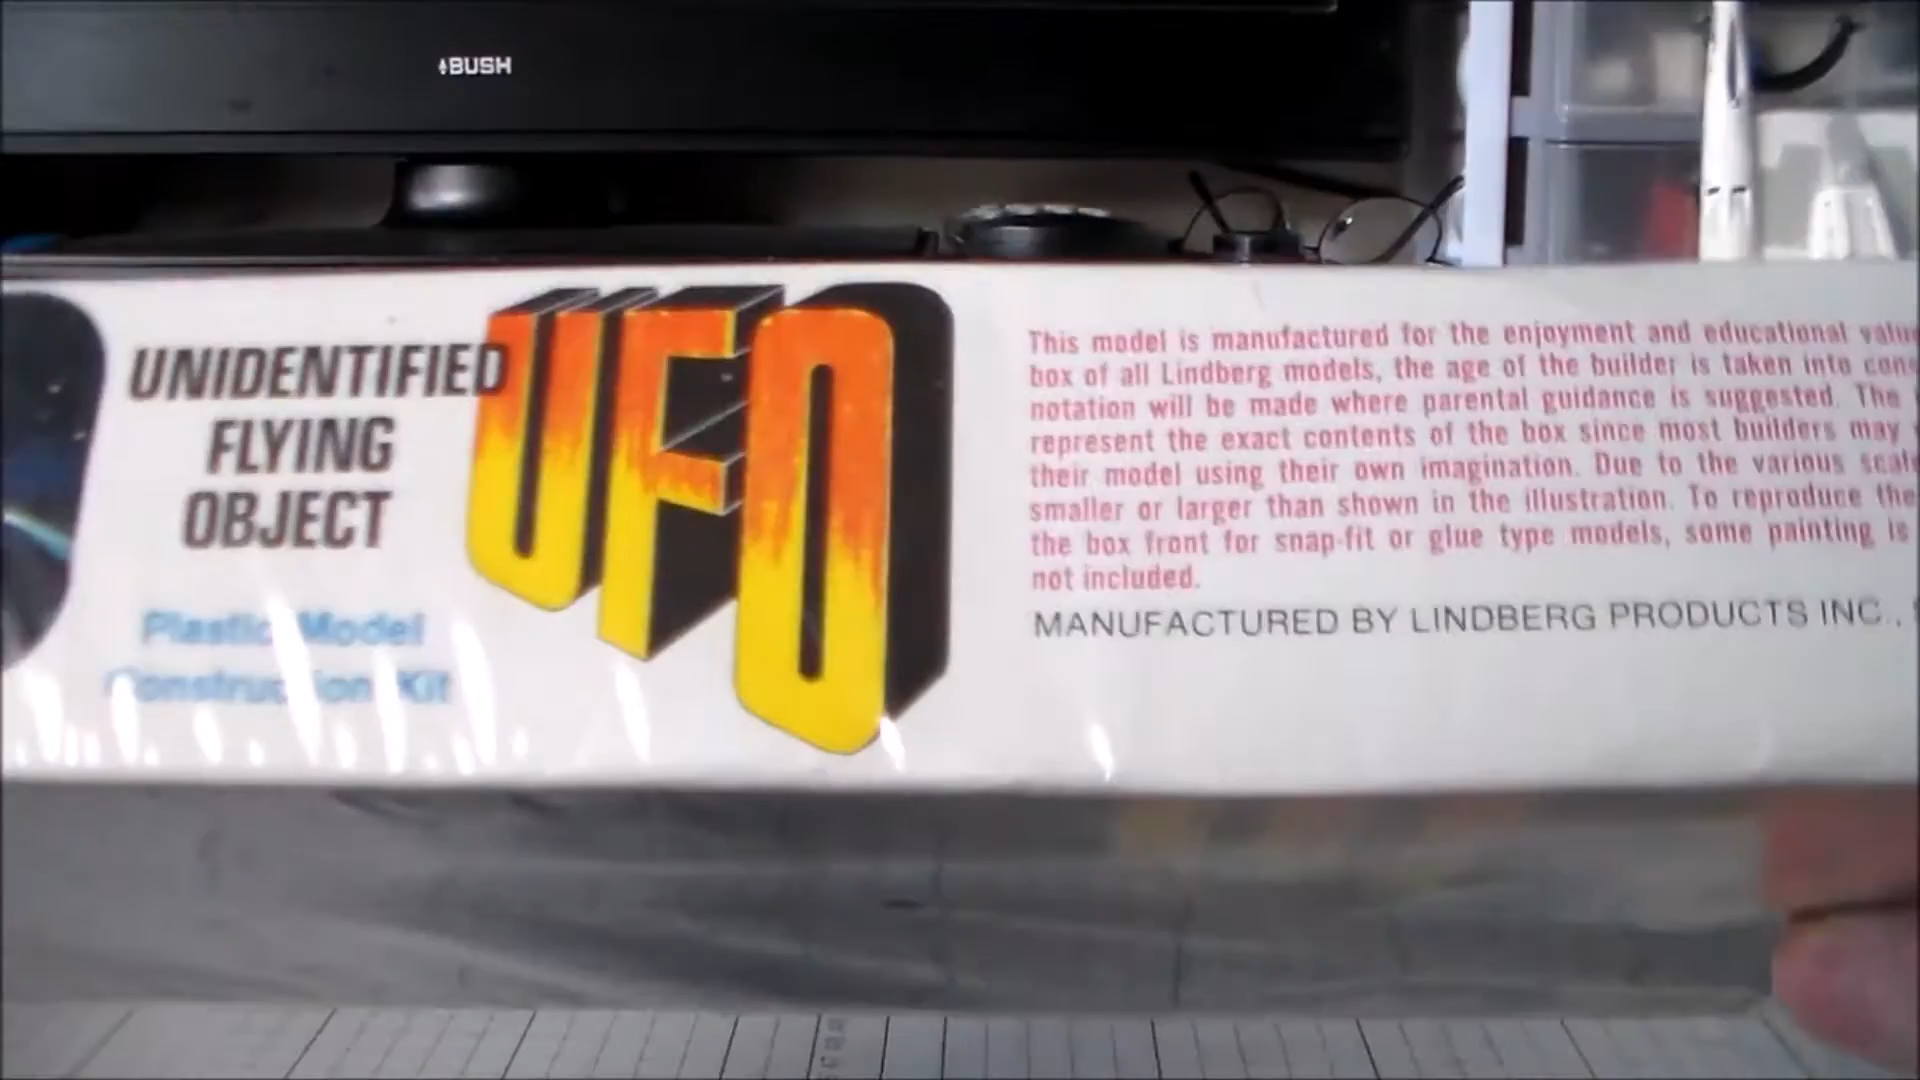 BUSH
UNIDENTIFIED
FLYING
OBJECT
UFO
Plastic Model
Construction Kit
This model is manufactured for the enjoyment and educational
box of all Lindberg models, the age of the builder is taken into
notation will be made where parental guidance is suggested. The
represent the exact contents of the box since most builders may
their model using their own imagination. Due to the various
smaller or larger than shown in the illustration. To reproduce the
the box front for snap-fit or glue type models, some painting is
not included.
MANUFACTURED BY LINDBERG PRODUCTS INC.,